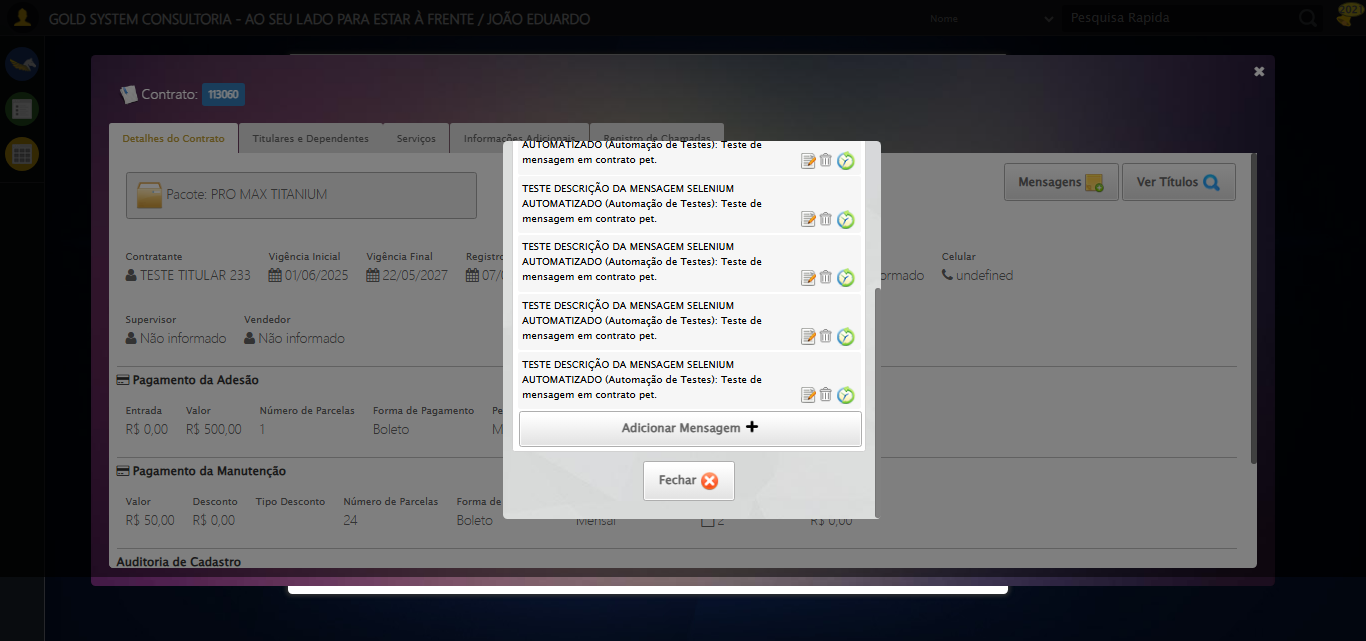 GOLD SYSTEM CONSULTORIA - AO SEU LADO PARA ESTAR À FRENTE / JOÃO EDUARDO
Nome
Pesquisa Rapida
202
Contrato: 113060
Detalhes do Contrato
Titulares e Dependentes
Serviços
Informações Adicionais
Registro de Chamadas
Pacote: PRO MAX TITANIUM
Mensagens
Ver Títulos
Contratante Vigência Inicial Vigência Final Registro Celular
TESTE TITULAR 233 01/06/2025 22/05/2027 07/0 ormado undefined
Supervisor Vendedor
Não informado Não informado
Pagamento da Adesão
Entrada Valor Número de Parcelas Forma de Pagamento Pe
R$ 0,00 R$ 500,00 1 Boleto M
Pagamento da Manutenção
Valor Desconto Tipo Desconto Número de Parcelas Forma de
R$ 50,00 R$ 0,00 24 Boleto Mensal 2 R$ 0,00
Auditoria de Cadastro
AUTOMATIZADO (Automação de Testes): Teste de
mensagem em contrato pet.
TESTE DESCRIÇÃO DA MENSAGEM SELENIUM
AUTOMATIZADO (Automação de Testes): Teste de
mensagem em contrato pet.
TESTE DESCRIÇÃO DA MENSAGEM SELENIUM
AUTOMATIZADO (Automação de Testes): Teste de
mensagem em contrato pet.
TESTE DESCRIÇÃO DA MENSAGEM SELENIUM
AUTOMATIZADO (Automação de Testes): Teste de
mensagem em contrato pet.
TESTE DESCRIÇÃO DA MENSAGEM SELENIUM
AUTOMATIZADO (Automação de Testes): Teste de
mensagem em contrato pet.
Adicionar Mensagem
Fechar